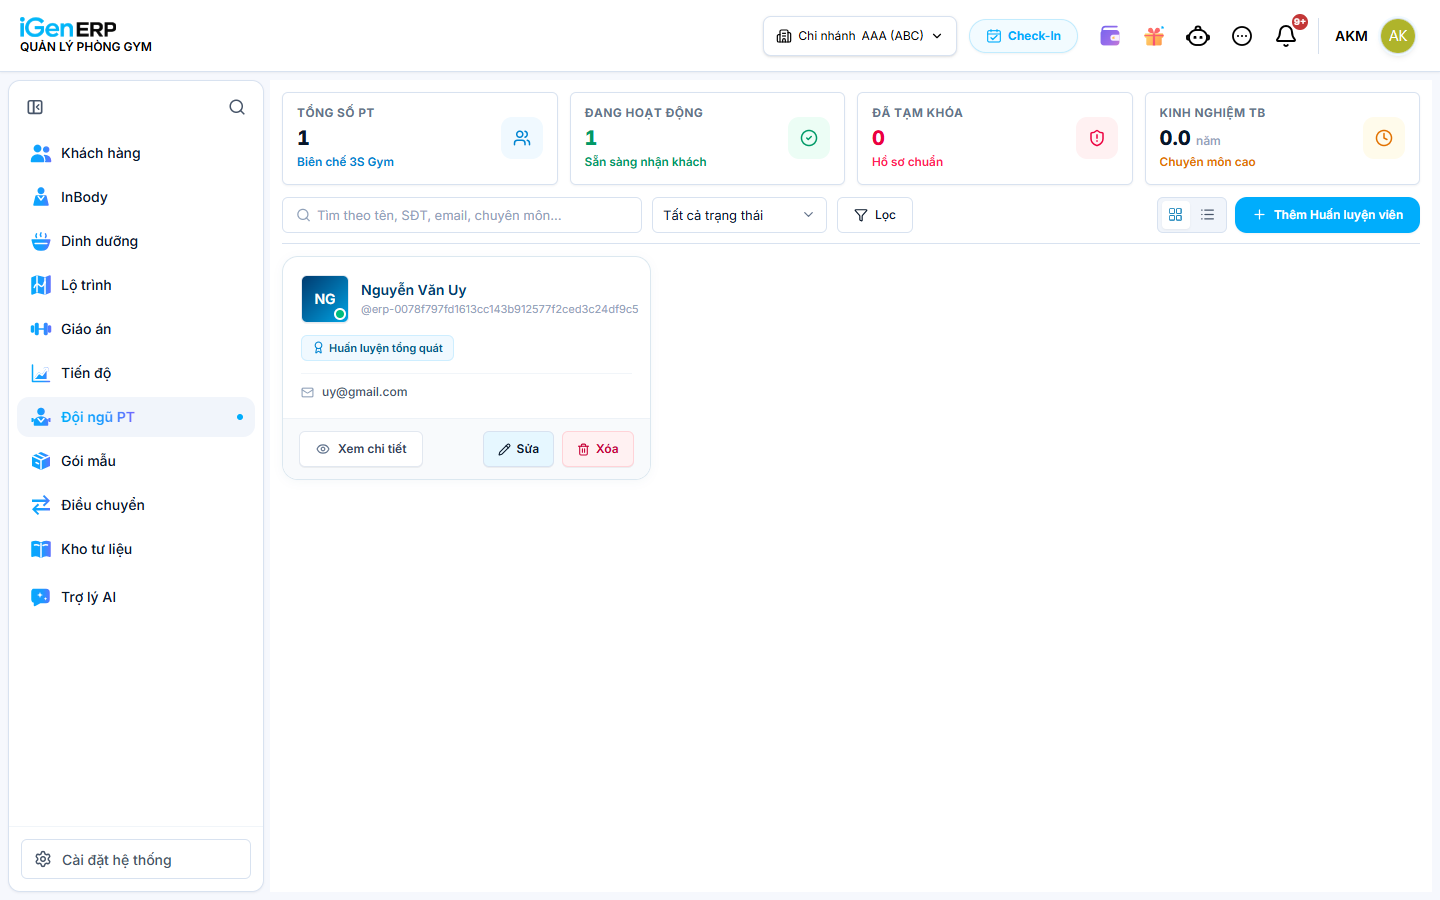 iGen ERP
QUẢN LÝ PHÒNG GYM
Chi nhánh AAA (ABC)
Check-In
9+
AKM
AK
Khách hàng
InBody
Dinh dưỡng
Lộ trình
Giáo án
Tiến độ
Đội ngũ PT
Gói mẫu
Điều chuyển
Kho tư liệu
Trợ lý AI
Cài đặt hệ thống
TỔNG SỐ PT
1
Biên chế 3S Gym
ĐANG HOẠT ĐỘNG
1
Sẵn sàng nhận khách
ĐÃ TẠM KHÓA
0
Hồ sơ chuẩn
KINH NGHIỆM TB
0.0 năm
Chuyên môn cao
Tìm theo tên, SĐT, email, chuyên môn...
Tất cả trạng thái
Lọc
Thêm Huấn luyện viên
NG
Nguyễn Văn Uy
@erp-0078f797fd1613cc143b912577f2ced3c24df9c5
Huấn luyện tổng quát
uy@gmail.com
Xem chi tiết
Sửa
Xóa